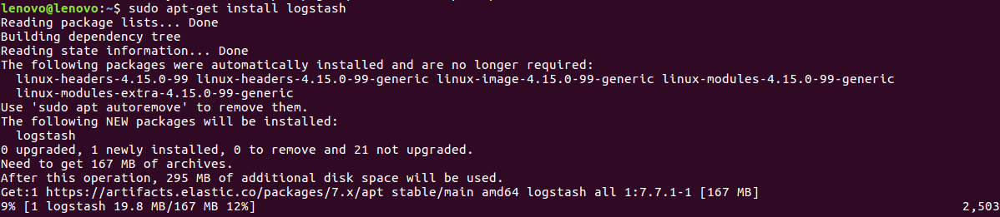 lenovo@lenovo:~$ sudo apt-get install logstash
Reading package lists... Done
Building dependency tree
Reading state information... Done
The following packages were automatically installed and are no longer required:
  linux-headers-4.15.0-99 linux-headers-4.15.0-99-generic linux-image-4.15.0-99-generic linux-modules-4.15.0-99-generic
  linux-modules-extra-4.15.0-99-generic
Use 'sudo apt autoremove' to remove them.
The following NEW packages will be installed:
  logstash
0 upgraded, 1 newly installed, 0 to remove and 21 not upgraded.
Need to get 167 MB of archives.
After this operation, 295 MB of additional disk space will be used.
Get:1 https://artifacts.elastic.co/packages/7.x/apt stable/main amd64 logstash all 1:7.7.1-1 [167 MB]
9% [1 logstash 19.8 MB/167 MB 12%] 2,503